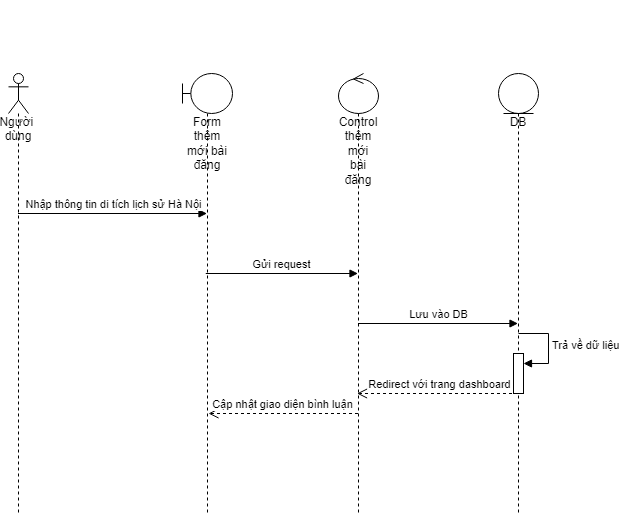 Người
dùng
Form
thêm
mới bài
đăng
Control
thêm
mới
bài
đăng
DB
Nhập thông tin di tích lịch sử Hà Nội
Gửi request
Lưu vào DB
Trả về dữ liệu
Redirect với trang dashboard
Cập nhật giao diện bình luận